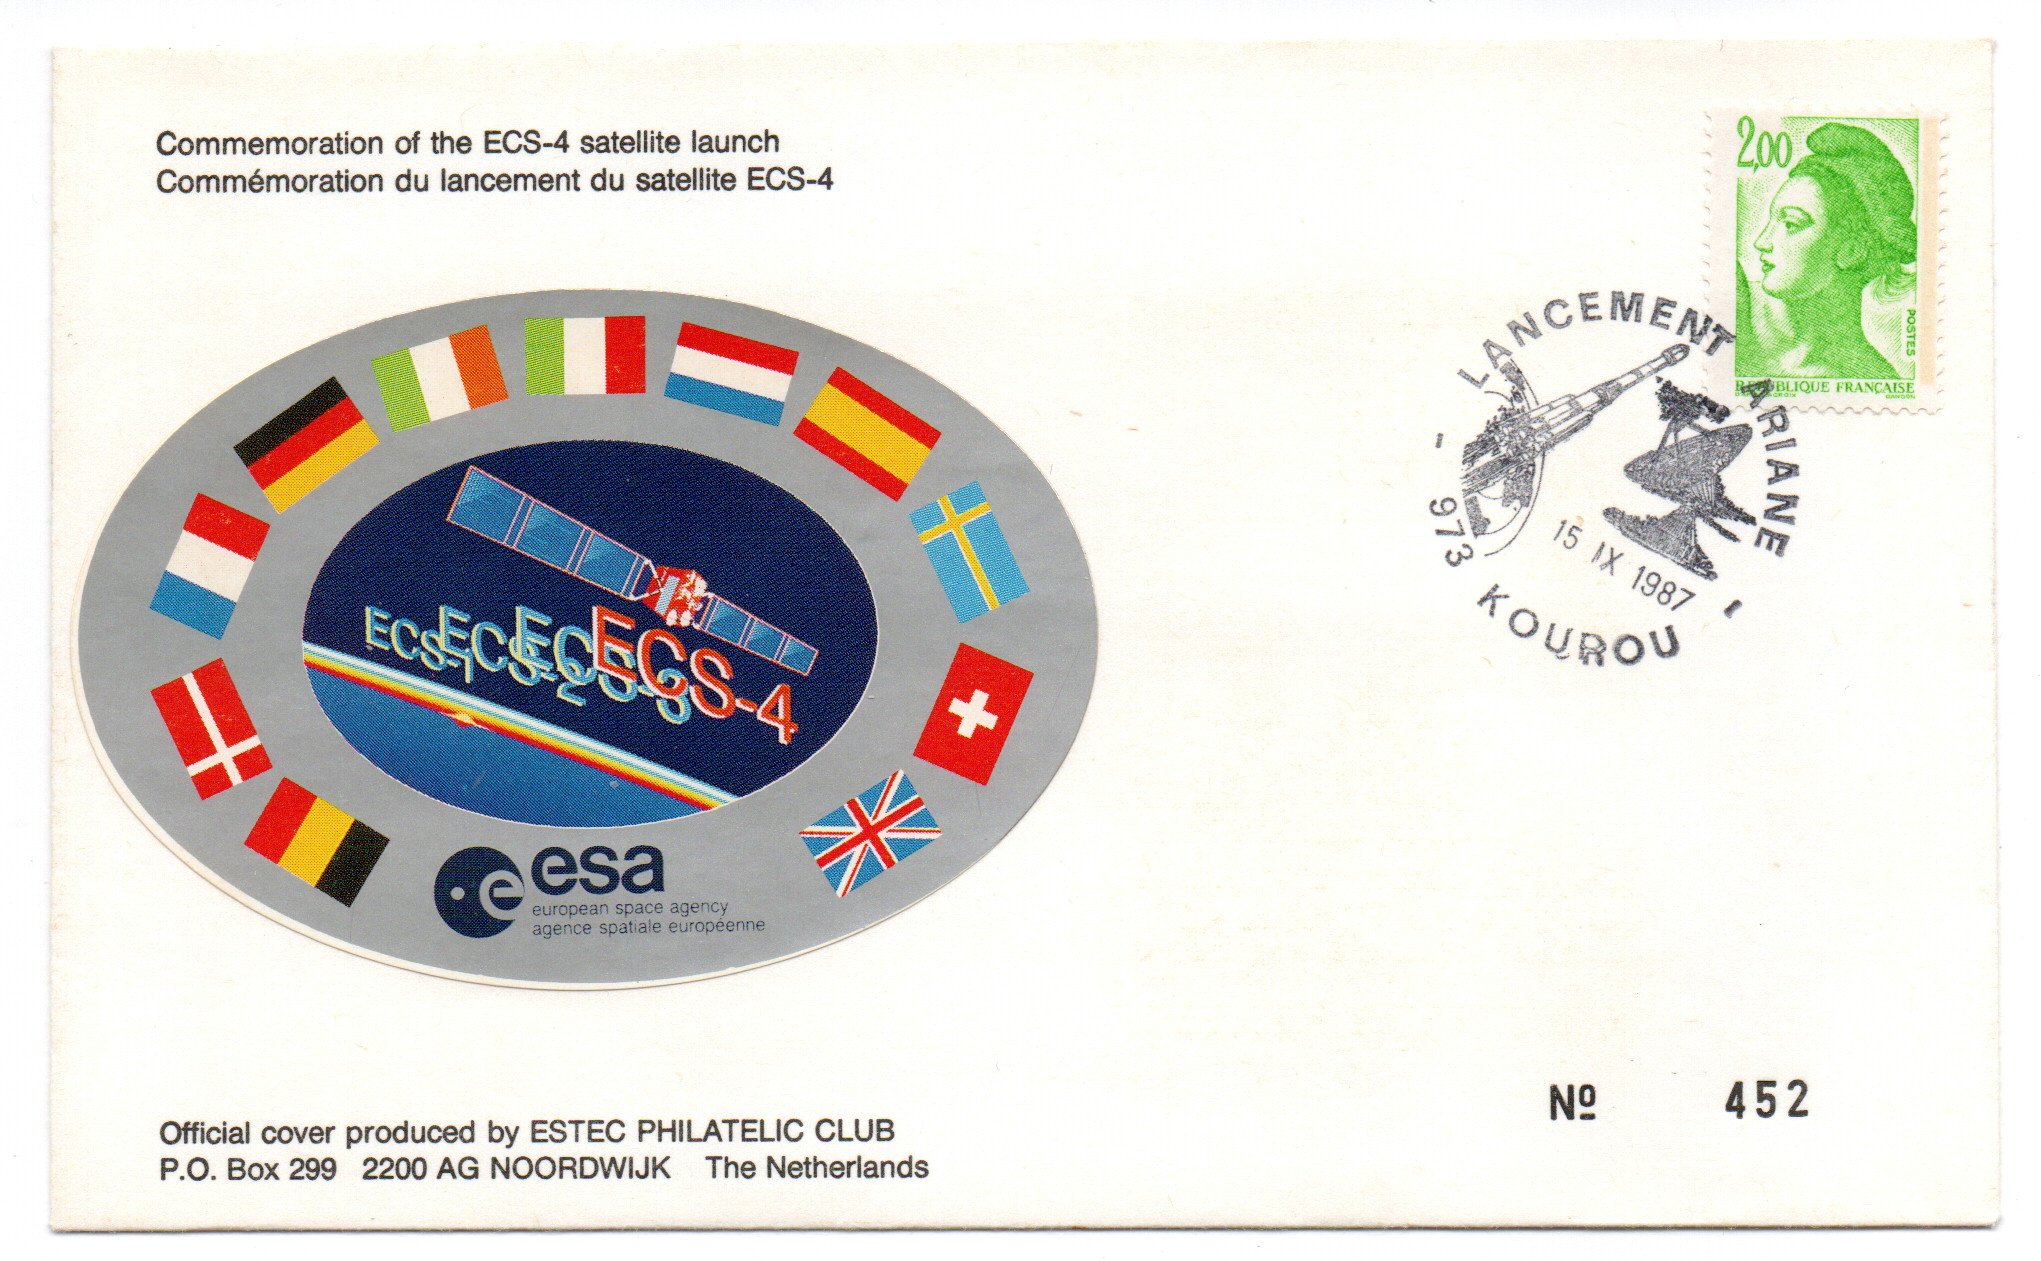 Commemoration of the ECS-4 satellite launch
Commémoration du lancement du satellite ECS-4
2,00
POSTES
RÉPUBLIQUE FRANÇAISE
GANDON
LANCEMENT ARIANE
15 IX 1987
- 973 KOUROU -
ECS-1 ECS-2 ECS-3 ECS-4
esa
european space agency
agence spatiale européenne
Nº 452
Official cover produced by ESTEC PHILATELIC CLUB
P.O. Box 299 2200 AG NOORDWIJK The Netherlands